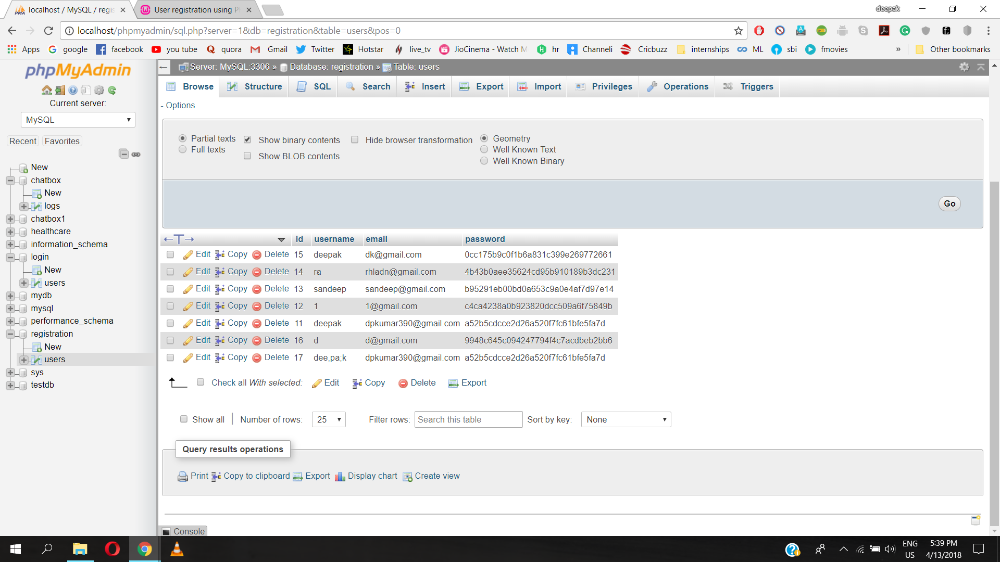 localhost / MySQL / regis
User registration using P
deepak
localhost/phpmyadmin/sql.php?server=1&db=registration&table=users&pos=0
Apps google facebook you tube quora Gmail Twitter Hotstar live_tv JioCinema - Watch M hr Channeli Cricbuzz internships ML sbi fmovies » Other bookmarks
phpMyAdmin
Current server:
MySQL
Recent Favorites
New
chatbox
New
logs
chatbox1
healthcare
information_schema
login
New
users
mydb
mysql
performance_schema
registration
New
users
sys
testdb
Server: MySQL:3306 » Database: registration » Table: users
Browse Structure SQL Search Insert Export Import Privileges Operations Triggers
- Options
Partial texts Show binary contents Hide browser transformation Geometry
Full texts Show BLOB contents Well Known Text
Well Known Binary
Go
id username email password
Edit Copy Delete 15 deepak dk@gmail.com 0cc175b9c0f1b6a831c399e269772661
Edit Copy Delete 14 ra rhladn@gmail.com 4b43b0aee35624cd95b910189b3dc231
Edit Copy Delete 13 sandeep sandeep@gmail.com b95291eb00bd0a653c9a0e4af7d97e14
Edit Copy Delete 12 1 1@gmail.com c4ca4238a0b923820dcc509a6f75849b
Edit Copy Delete 11 deepak dpkumar390@gmail.com a52b5cdcce2d26a520f7fc61bfe5fa7d
Edit Copy Delete 16 d d@gmail.com 9948c645c094247794f4c7acdbeb2bb6
Edit Copy Delete 17 dee,pa;k dpkumar390@gmail.com a52b5cdcce2d26a520f7fc61bfe5fa7d
Check all With selected: Edit Copy Delete Export
Show all Number of rows: 25 Filter rows: Search this table Sort by key: None
Query results operations
Print Copy to clipboard Export Display chart Create view
Console
ENG
US
5:39 PM
4/13/2018